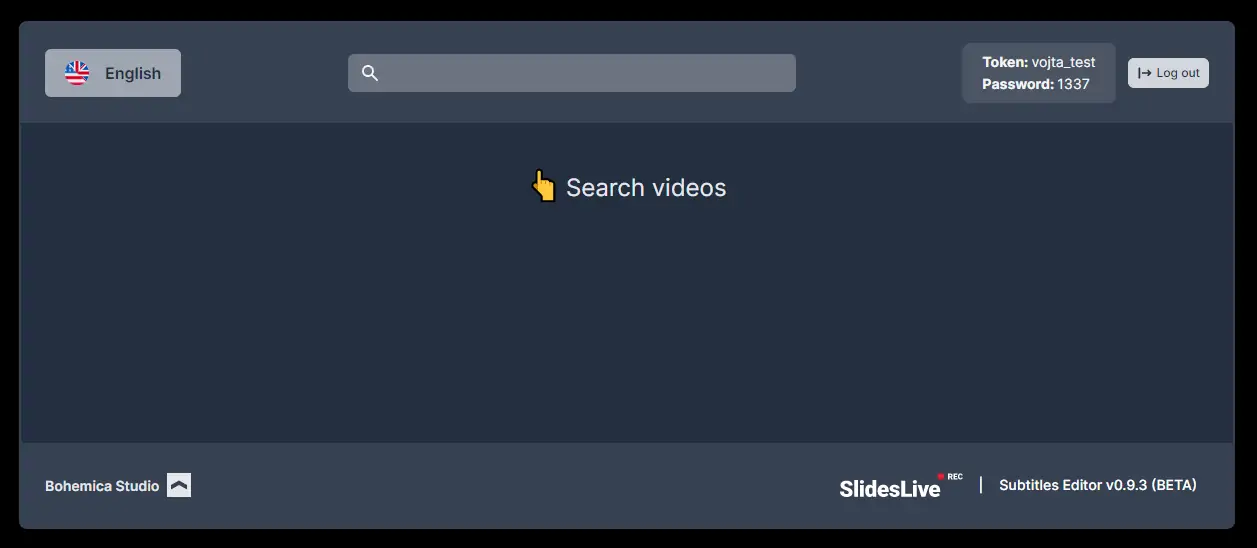 English
Token: vojta_test
Password: 1337
Log out
Search videos
Bohemica Studio
SlidesLive REC
Subtitles Editor v0.9.3 (BETA)